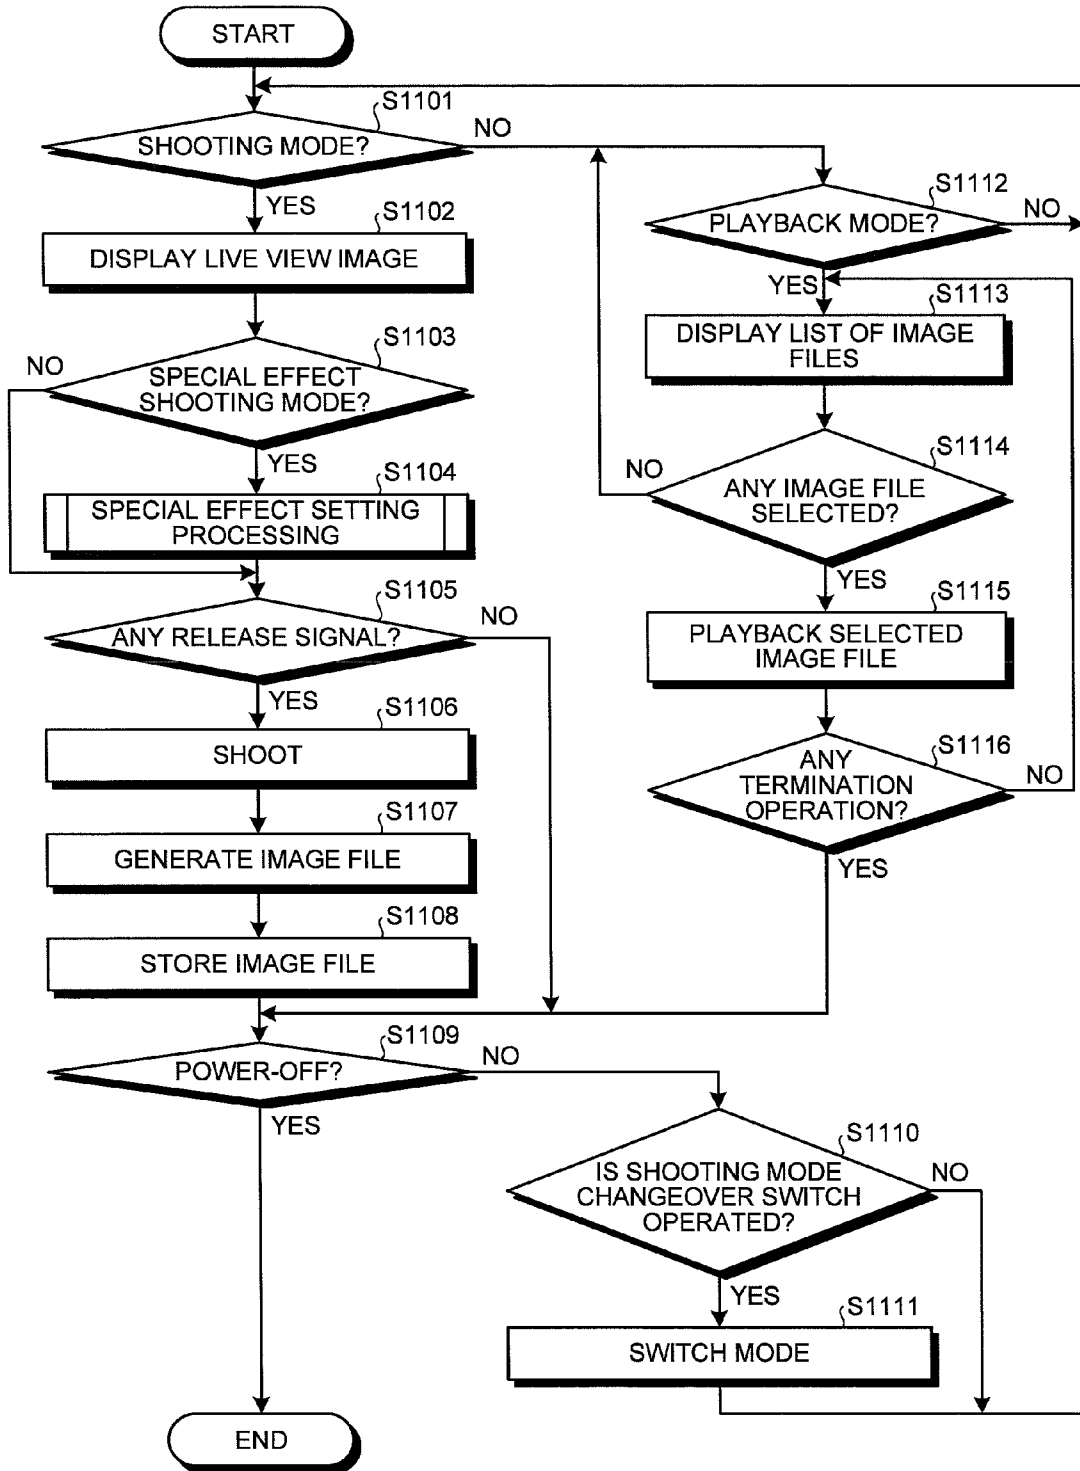 START
S1101
SHOOTING MODE?
NO
YES
S1102
DISPLAY LIVE VIEW IMAGE
S1103
NO
SPECIAL EFFECT
SHOOTING MODE?
YES
S1104
SPECIAL EFFECT SETTING
PROCESSING
S1105
ANY RELEASE SIGNAL?
NO
YES
S1106
SHOOT
S1107
GENERATE IMAGE FILE
S1108
STORE IMAGE FILE
S1109
POWER-OFF?
NO
YES
S1110
IS SHOOTING MODE
CHANGEOVER SWITCH
OPERATED?
NO
YES
S1111
SWITCH MODE
END
S1112
PLAYBACK MODE?
NO
YES
S1113
DISPLAY LIST OF IMAGE
FILES
S1114
NO
ANY IMAGE FILE
SELECTED?
YES
S1115
PLAYBACK SELECTED
IMAGE FILE
S1116
ANY
TERMINATION
OPERATION?
NO
YES